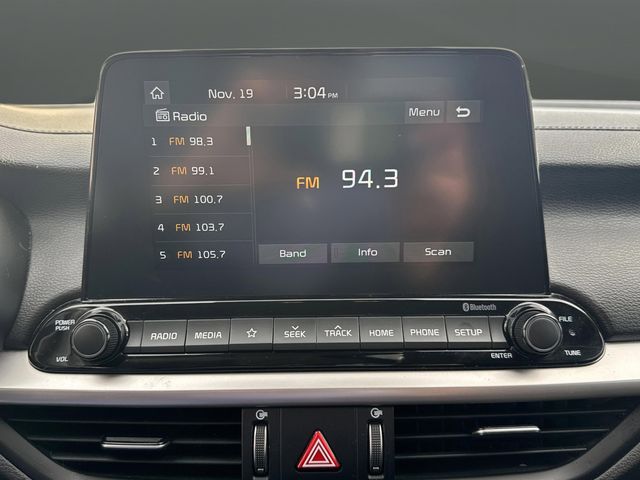 Nov. 19 3:04 PM
Radio Menu
1 FM 98.3
2 FM 99.1
3 FM 100.7
4 FM 103.7
5 FM 105.7
FM 94.3
Band Info Scan
Bluetooth
POWER
PUSH
VOL
RADIO MEDIA SEEK TRACK HOME PHONE SETUP
FILE
ENTER TUNE